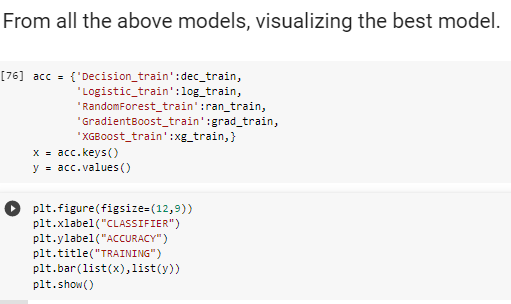 From all the above models, visualizing the best model.
[76] acc = {'Decision_train':dec_train,
'Logistic_train':log_train,
'RandomForest_train':ran_train,
'GradientBoost_train':grad_train,
'XGBoost_train':xg_train,}
x = acc.keys()
y = acc.values()
plt.figure(figsize=(12,9))
plt.xlabel("CLASSIFIER")
plt.ylabel("ACCURACY")
plt.title("TRAINING")
plt.bar(list(x),list(y))
plt.show()